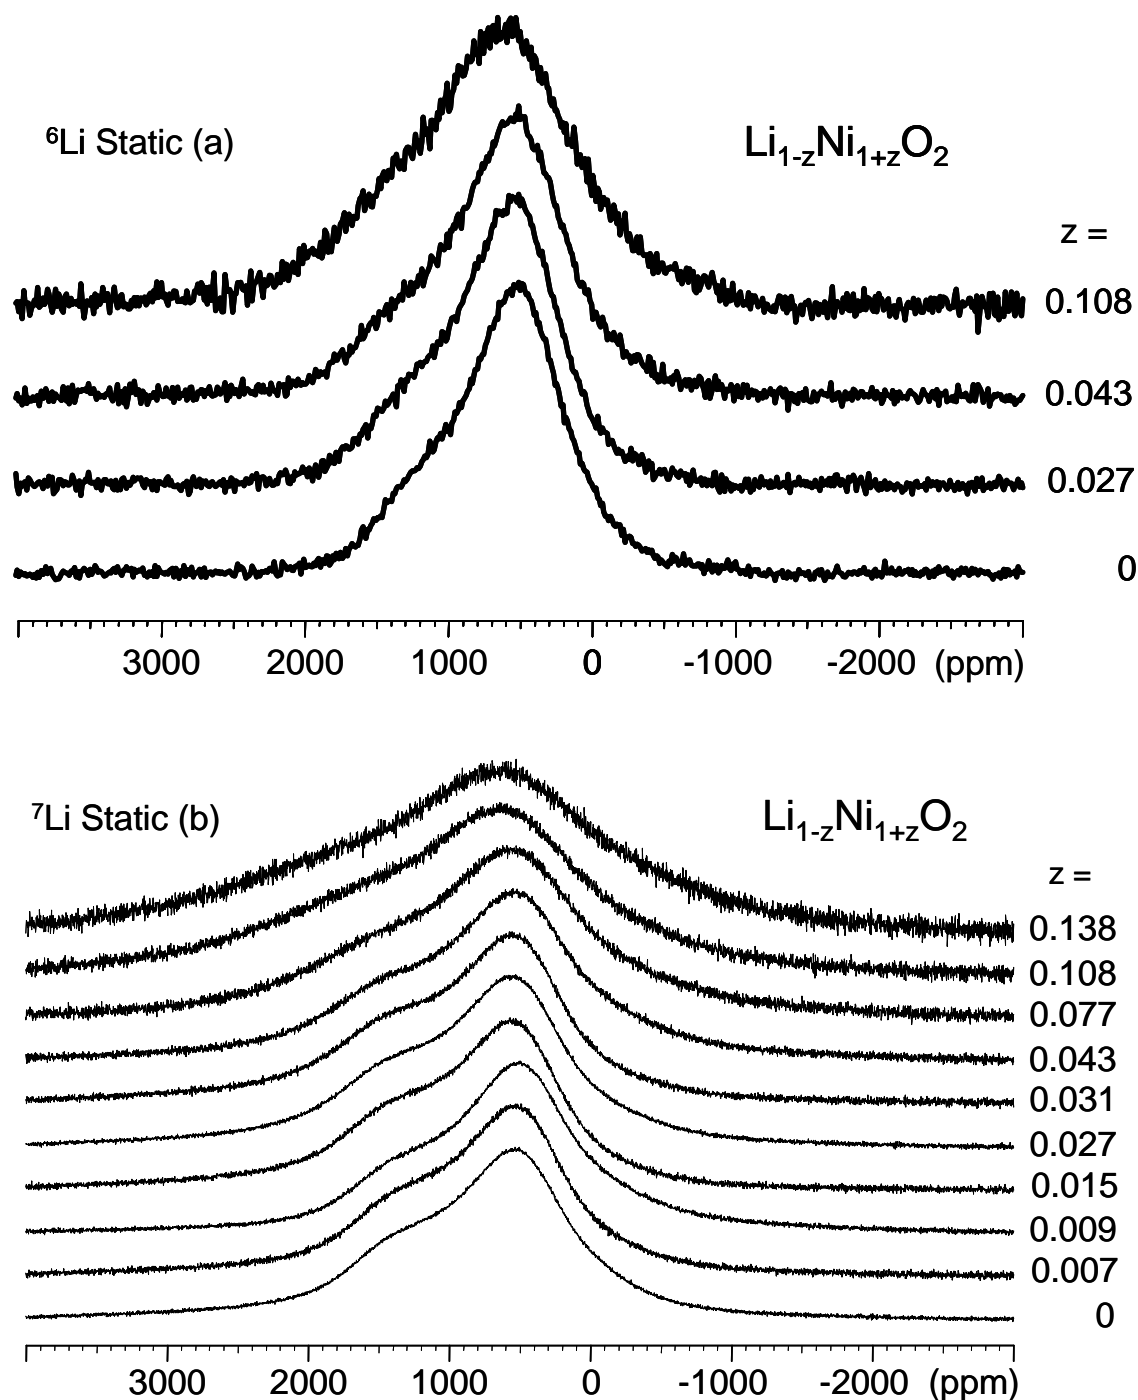 ⁶Li Static (a)
Li₁₋zNi₁₊zO₂
z =
0.108
0.043
0.027
0
3000 2000 1000 0 -1000 -2000 (ppm)
⁷Li Static (b)
Li₁₋zNi₁₊zO₂
z =
0.138
0.108
0.077
0.043
0.031
0.027
0.015
0.009
0.007
0
3000 2000 1000 0 -1000 -2000 (ppm)